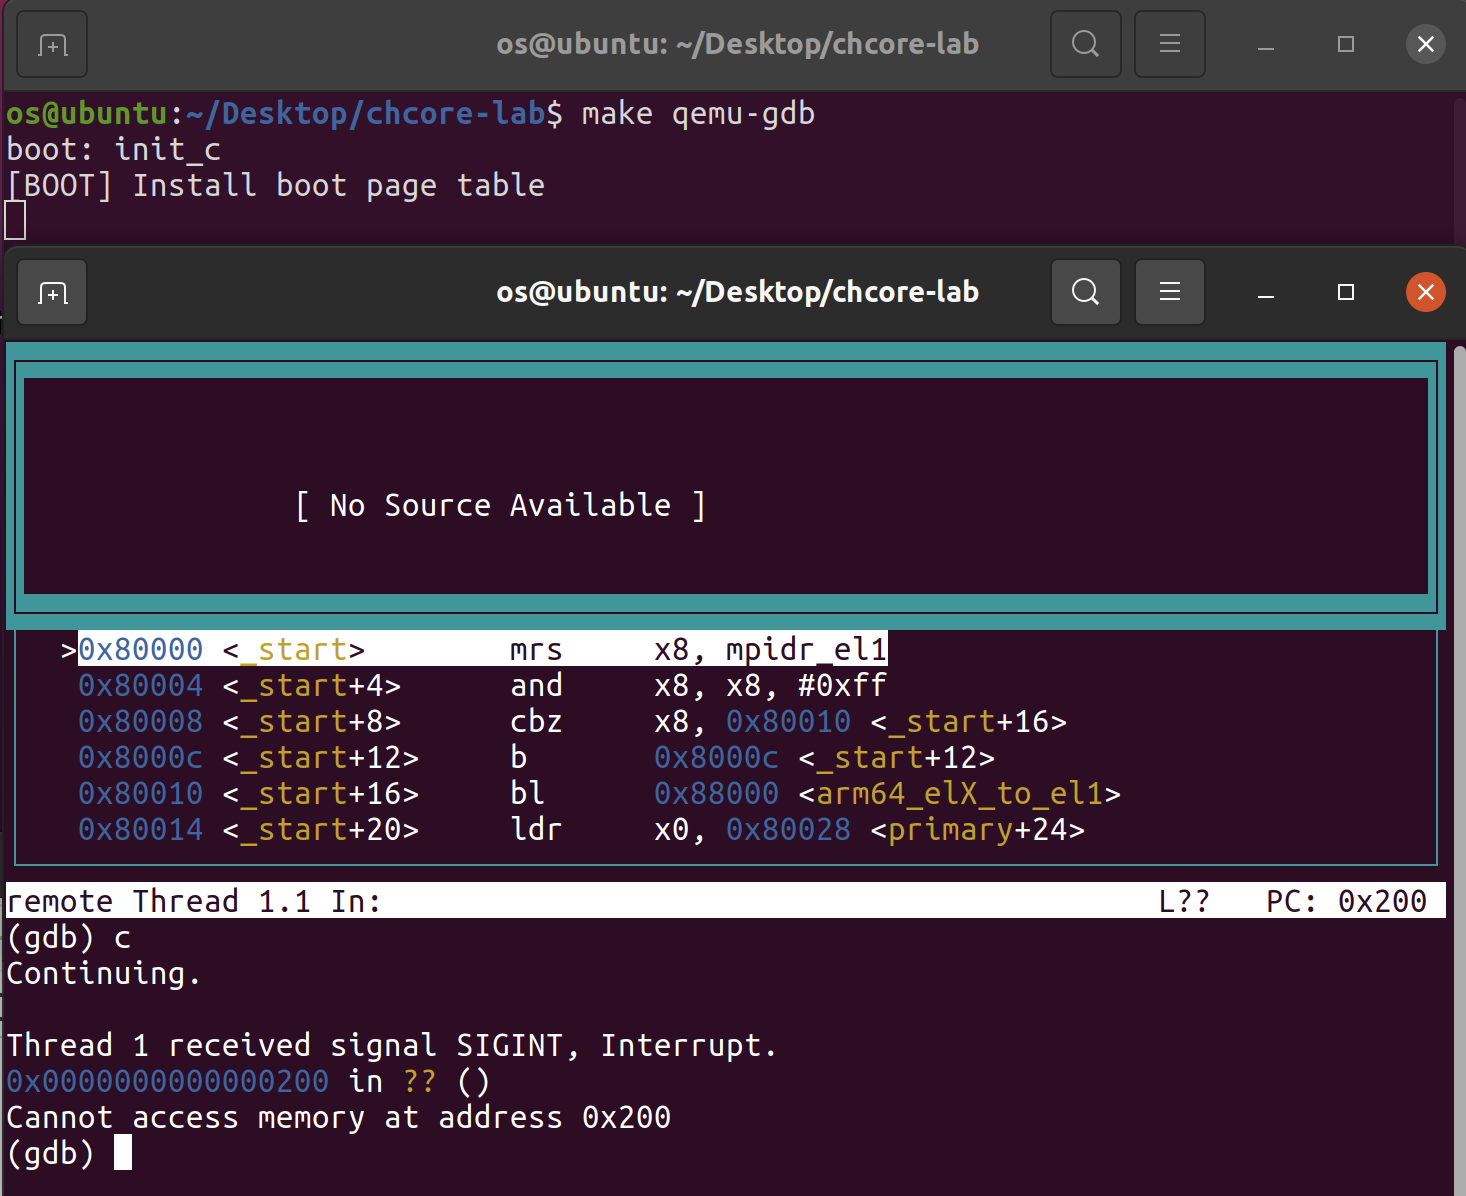 os@ubuntu: ~/Desktop/chcore-lab
os@ubuntu:~/Desktop/chcore-lab$ make qemu-gdb
boot: init_c
[BOOT] Install boot page table
os@ubuntu: ~/Desktop/chcore-lab
[ No Source Available ]
>0x80000 <_start> mrs x8, mpidr_el1
0x80004 <_start+4> and x8, x8, #0xff
0x80008 <_start+8> cbz x8, 0x80010 <_start+16>
0x8000c <_start+12> b 0x8000c <_start+12>
0x80010 <_start+16> bl 0x88000 <arm64_elX_to_el1>
0x80014 <_start+20> ldr x0, 0x80028 <primary+24>
remote Thread 1.1 In: L?? PC: 0x200
(gdb) c
Continuing.
Thread 1 received signal SIGINT, Interrupt.
0x0000000000000200 in ?? ()
Cannot access memory at address 0x200
(gdb)